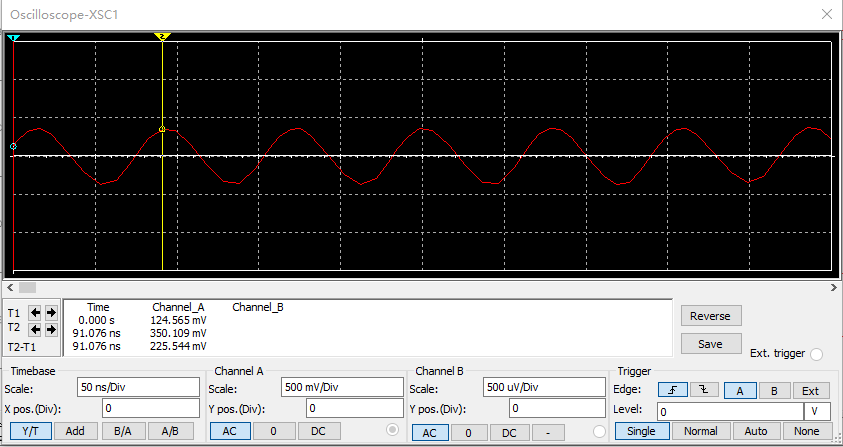 Oscilloscope-XSC1
1 2
Time Channel_A Channel_B
T1 0.000 s 124.565 mV
T2 91.076 ns 350.109 mV
T2-T1 91.076 ns 225.544 mV
Reverse
Save
Ext. trigger
Timebase
Scale: 50 ns/Div
X pos.(Div): 0
Y/T Add B/A A/B
Channel A
Scale: 500 mV/Div
Y pos.(Div): 0
AC 0 DC
Channel B
Scale: 500 uV/Div
Y pos.(Div): 0
AC 0 DC -
Trigger
Edge: A B Ext
Level: 0 V
Single Normal Auto None